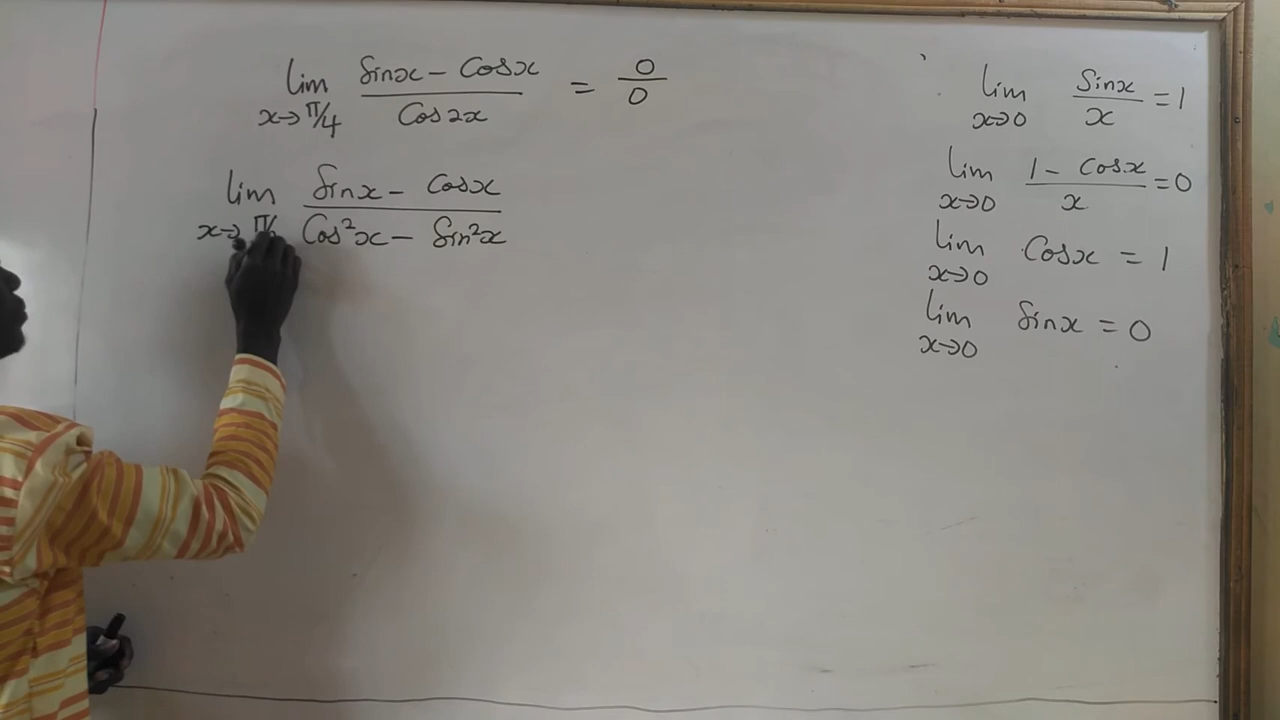 lim Sinx - Cosx = 0
x→π/4 Cos2x 0
lim Sinx - Cosx
x→π/ Cos²x - Sin²x
lim Sinx = 1
x→0 x
lim 1 - Cosx = 0
x→0 x
lim Cosx = 1
x→0
lim Sinx = 0
x→0